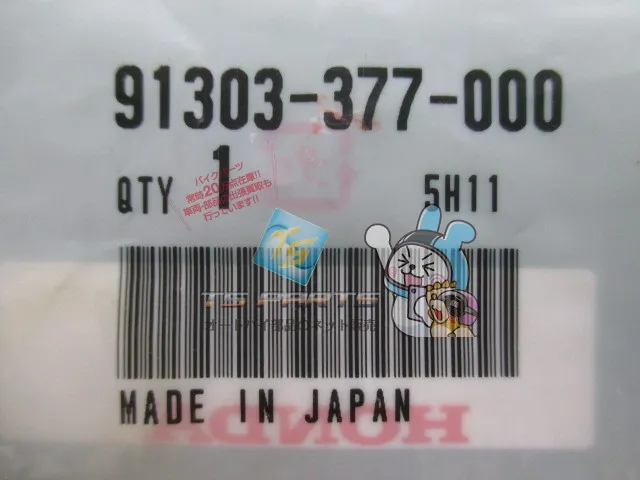 91303-377-000
QTY 1 5H11
バイクパーツ
常時20万点在庫!!
車両・部品出張買取も
行っています!!
TG
TG PARTS
オートバイ部品のネット販売
MADE IN JAPAN
HONDA